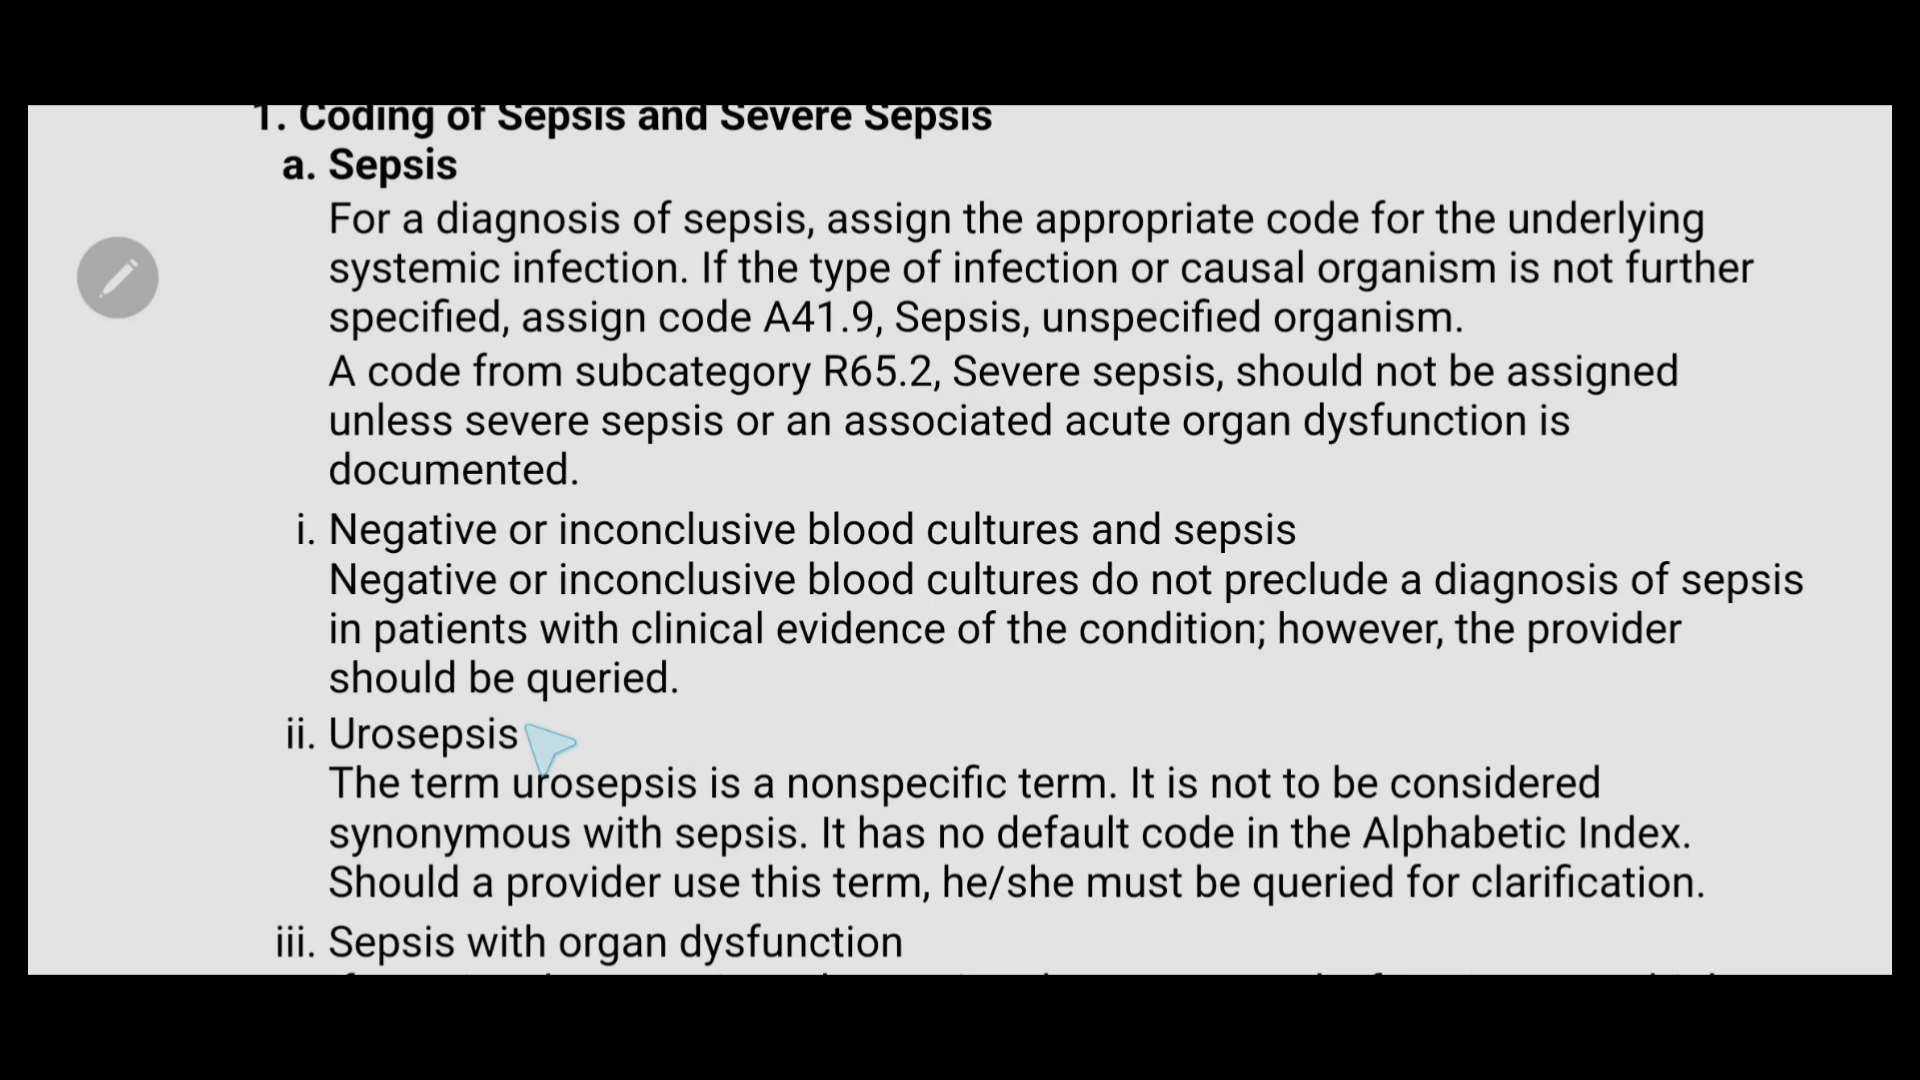 1. Coding of Sepsis and Severe Sepsis
a. Sepsis
For a diagnosis of sepsis, assign the appropriate code for the underlying
systemic infection. If the type of infection or causal organism is not further
specified, assign code A41.9, Sepsis, unspecified organism.
A code from subcategory R65.2, Severe sepsis, should not be assigned
unless severe sepsis or an associated acute organ dysfunction is
documented.
i. Negative or inconclusive blood cultures and sepsis
Negative or inconclusive blood cultures do not preclude a diagnosis of sepsis
in patients with clinical evidence of the condition; however, the provider
should be queried.
ii. Urosepsis
The term urosepsis is a nonspecific term. It is not to be considered
synonymous with sepsis. It has no default code in the Alphabetic Index.
Should a provider use this term, he/she must be queried for clarification.
iii. Sepsis with organ dysfunction